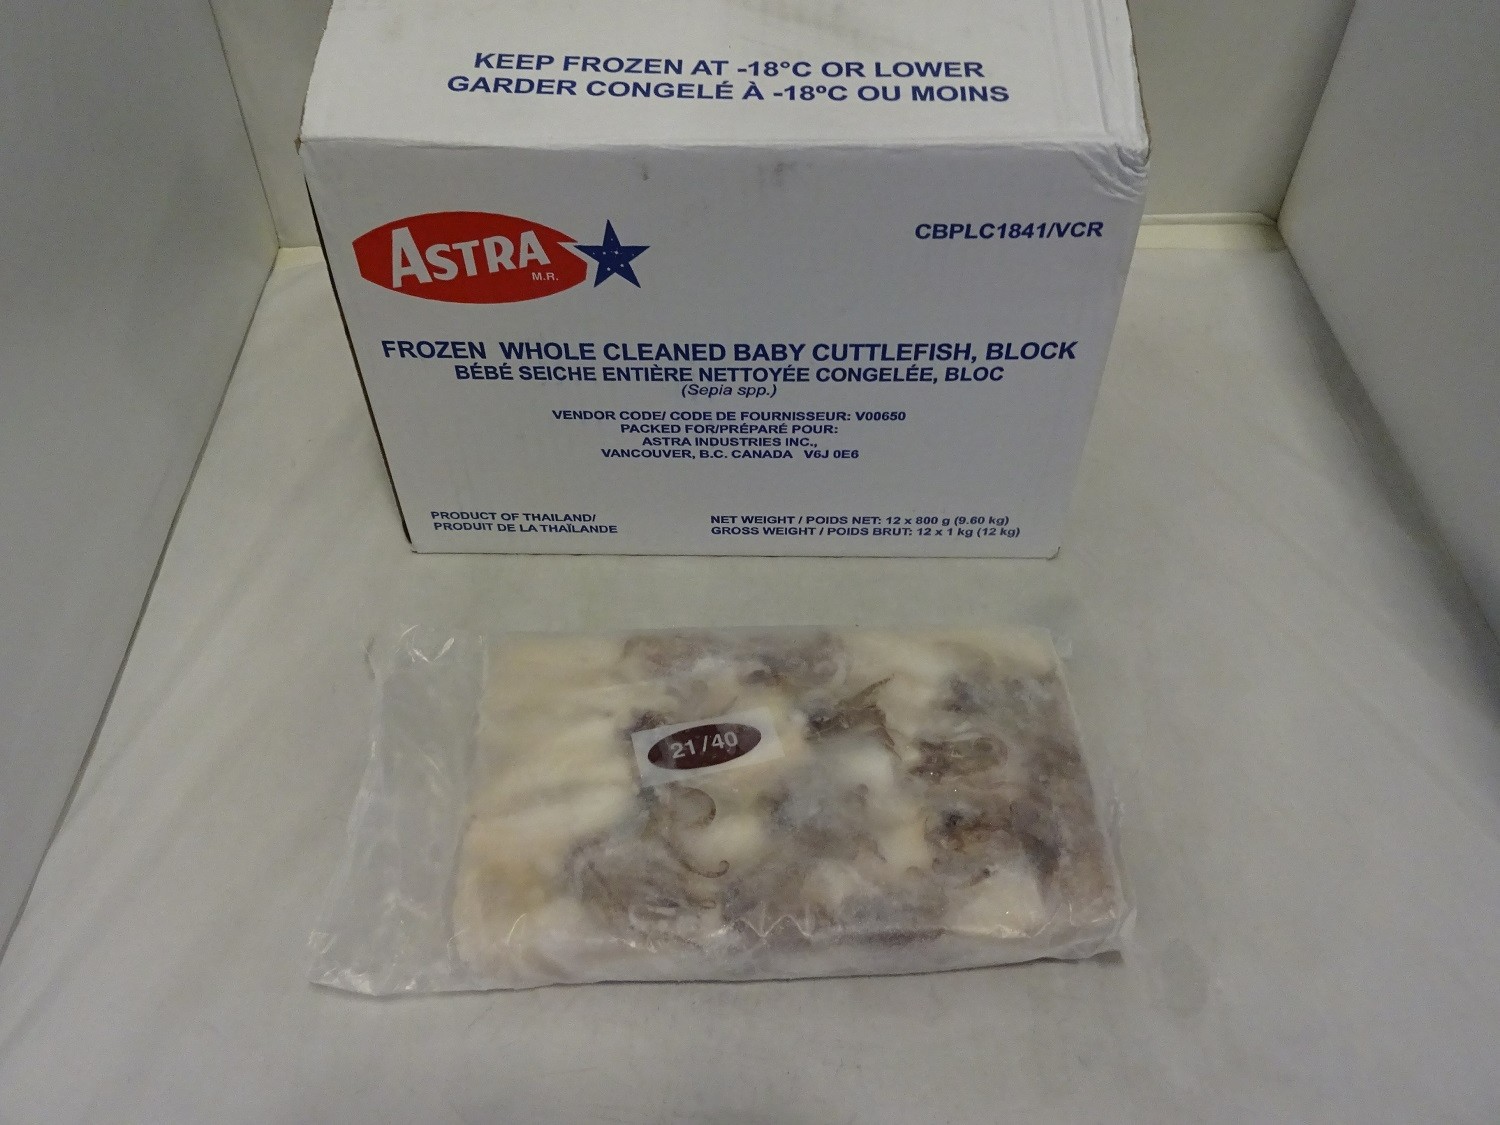 KEEP FROZEN AT -18°C OR LOWER
GARDER CONGELÉ À -18ºC OU MOINS
ASTRA
M.R.
CBPLC1841/VCR
FROZEN WHOLE CLEANED BABY CUTTLEFISH, BLOCK
BÉBÉ SEICHE ENTIÈRE NETTOYÉE CONGELÉE, BLOC
(Sepia spp.)
VENDOR CODE/ CODE DE FOURNISSEUR: V00650
PACKED FOR/PRÉPARÉ POUR:
ASTRA INDUSTRIES INC.,
VANCOUVER, B.C. CANADA V6J 0E6
PRODUCT OF THAILAND/
PRODUIT DE LA THAÏLANDE
NET WEIGHT / POIDS NET: 12 x 800 g (9.60 kg)
GROSS WEIGHT / POIDS BRUT: 12 x 1 kg (12 kg)
21/40